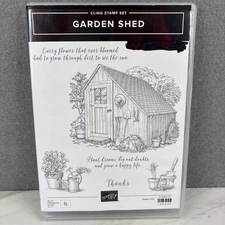 CLING STAMP SET
GARDEN SHED
Every flower that ever bloomed
had to grow through dirt to see the sun.
Plant dreams, dig out doubts,
and grow a happy life.
Thanks
6